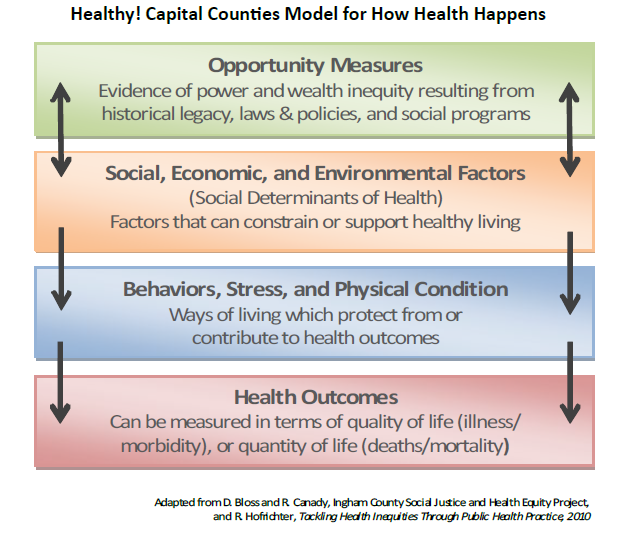 Healthy! Capital Counties Model for How Health Happens
Opportunity Measures
Evidence of power and wealth inequity resulting from
historical legacy, laws & policies, and social programs
Social, Economic, and Environmental Factors
(Social Determinants of Health)
Factors that can constrain or support healthy living
Behaviors, Stress, and Physical Condition
Ways of living which protect from or
contribute to health outcomes
Health Outcomes
Can be measured in terms of quality of life (illness/
morbidity), or quantity of life (deaths/mortality)
Adapted from D. Bloss and R. Canady, Ingham County Social Justice and Health Equity Project,
and R. Hofrichter, Tackling Health Inequities Through Public Health Practice, 2010